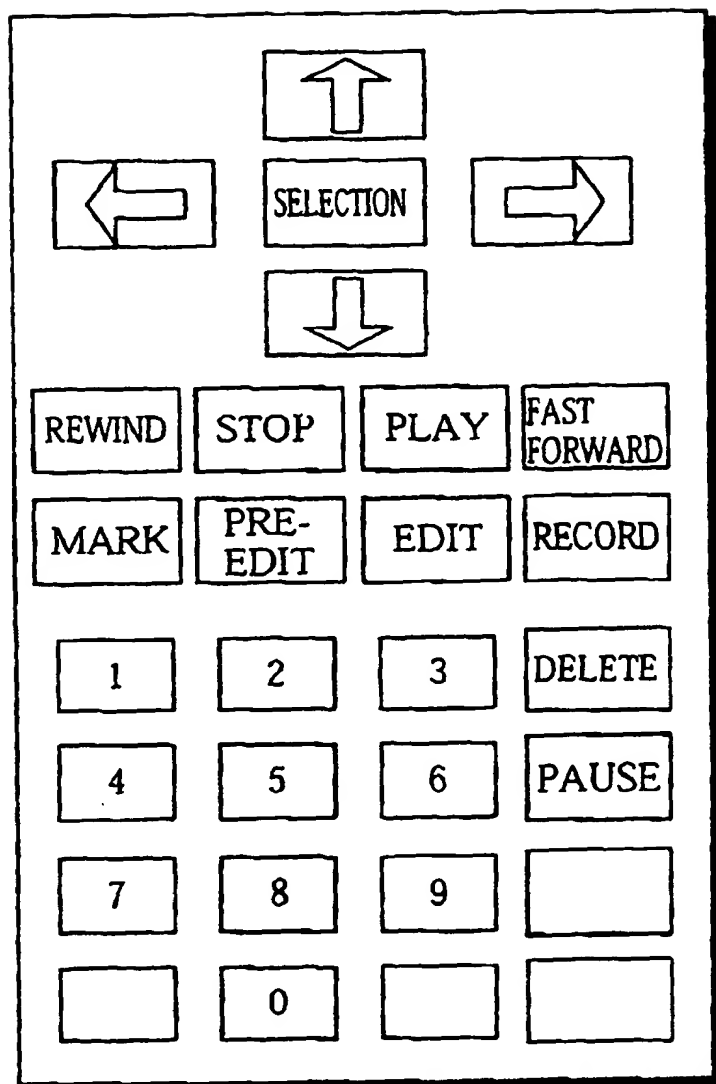 SELECTION
REWIND STOP PLAY FAST
FORWARD
MARK PRE-
EDIT EDIT RECORD
1 2 3 DELETE
4 5 6 PAUSE
7 8 9
0